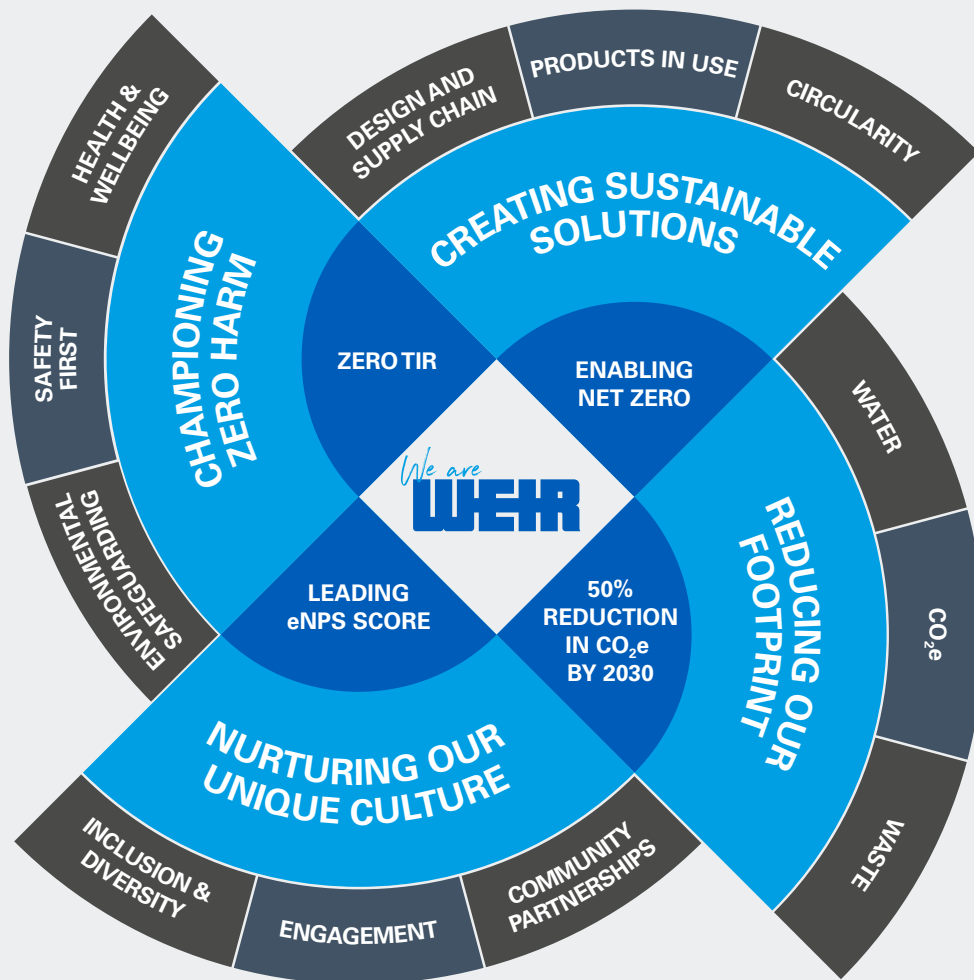 DESIGN AND
SUPPLY CHAIN
PRODUCTS IN USE
CIRCULARITY
CREATING SUSTAINABLE
SOLUTIONS
ENABLING
NET ZERO
WATER
CO₂e
WASTE
REDUCING OUR
FOOTPRINT
50%
REDUCTION
IN CO₂e
BY 2030
COMMUNITY
PARTNERSHIPS
ENGAGEMENT
INCLUSION &
DIVERSITY
NURTURING OUR
UNIQUE CULTURE
LEADING
eNPS SCORE
ENVIRONMENTAL
SAFEGUARDING
SAFETY
FIRST
HEALTH &
WELLBEING
CHAMPIONING
ZERO HARM
ZERO TIR
We are
WEIR